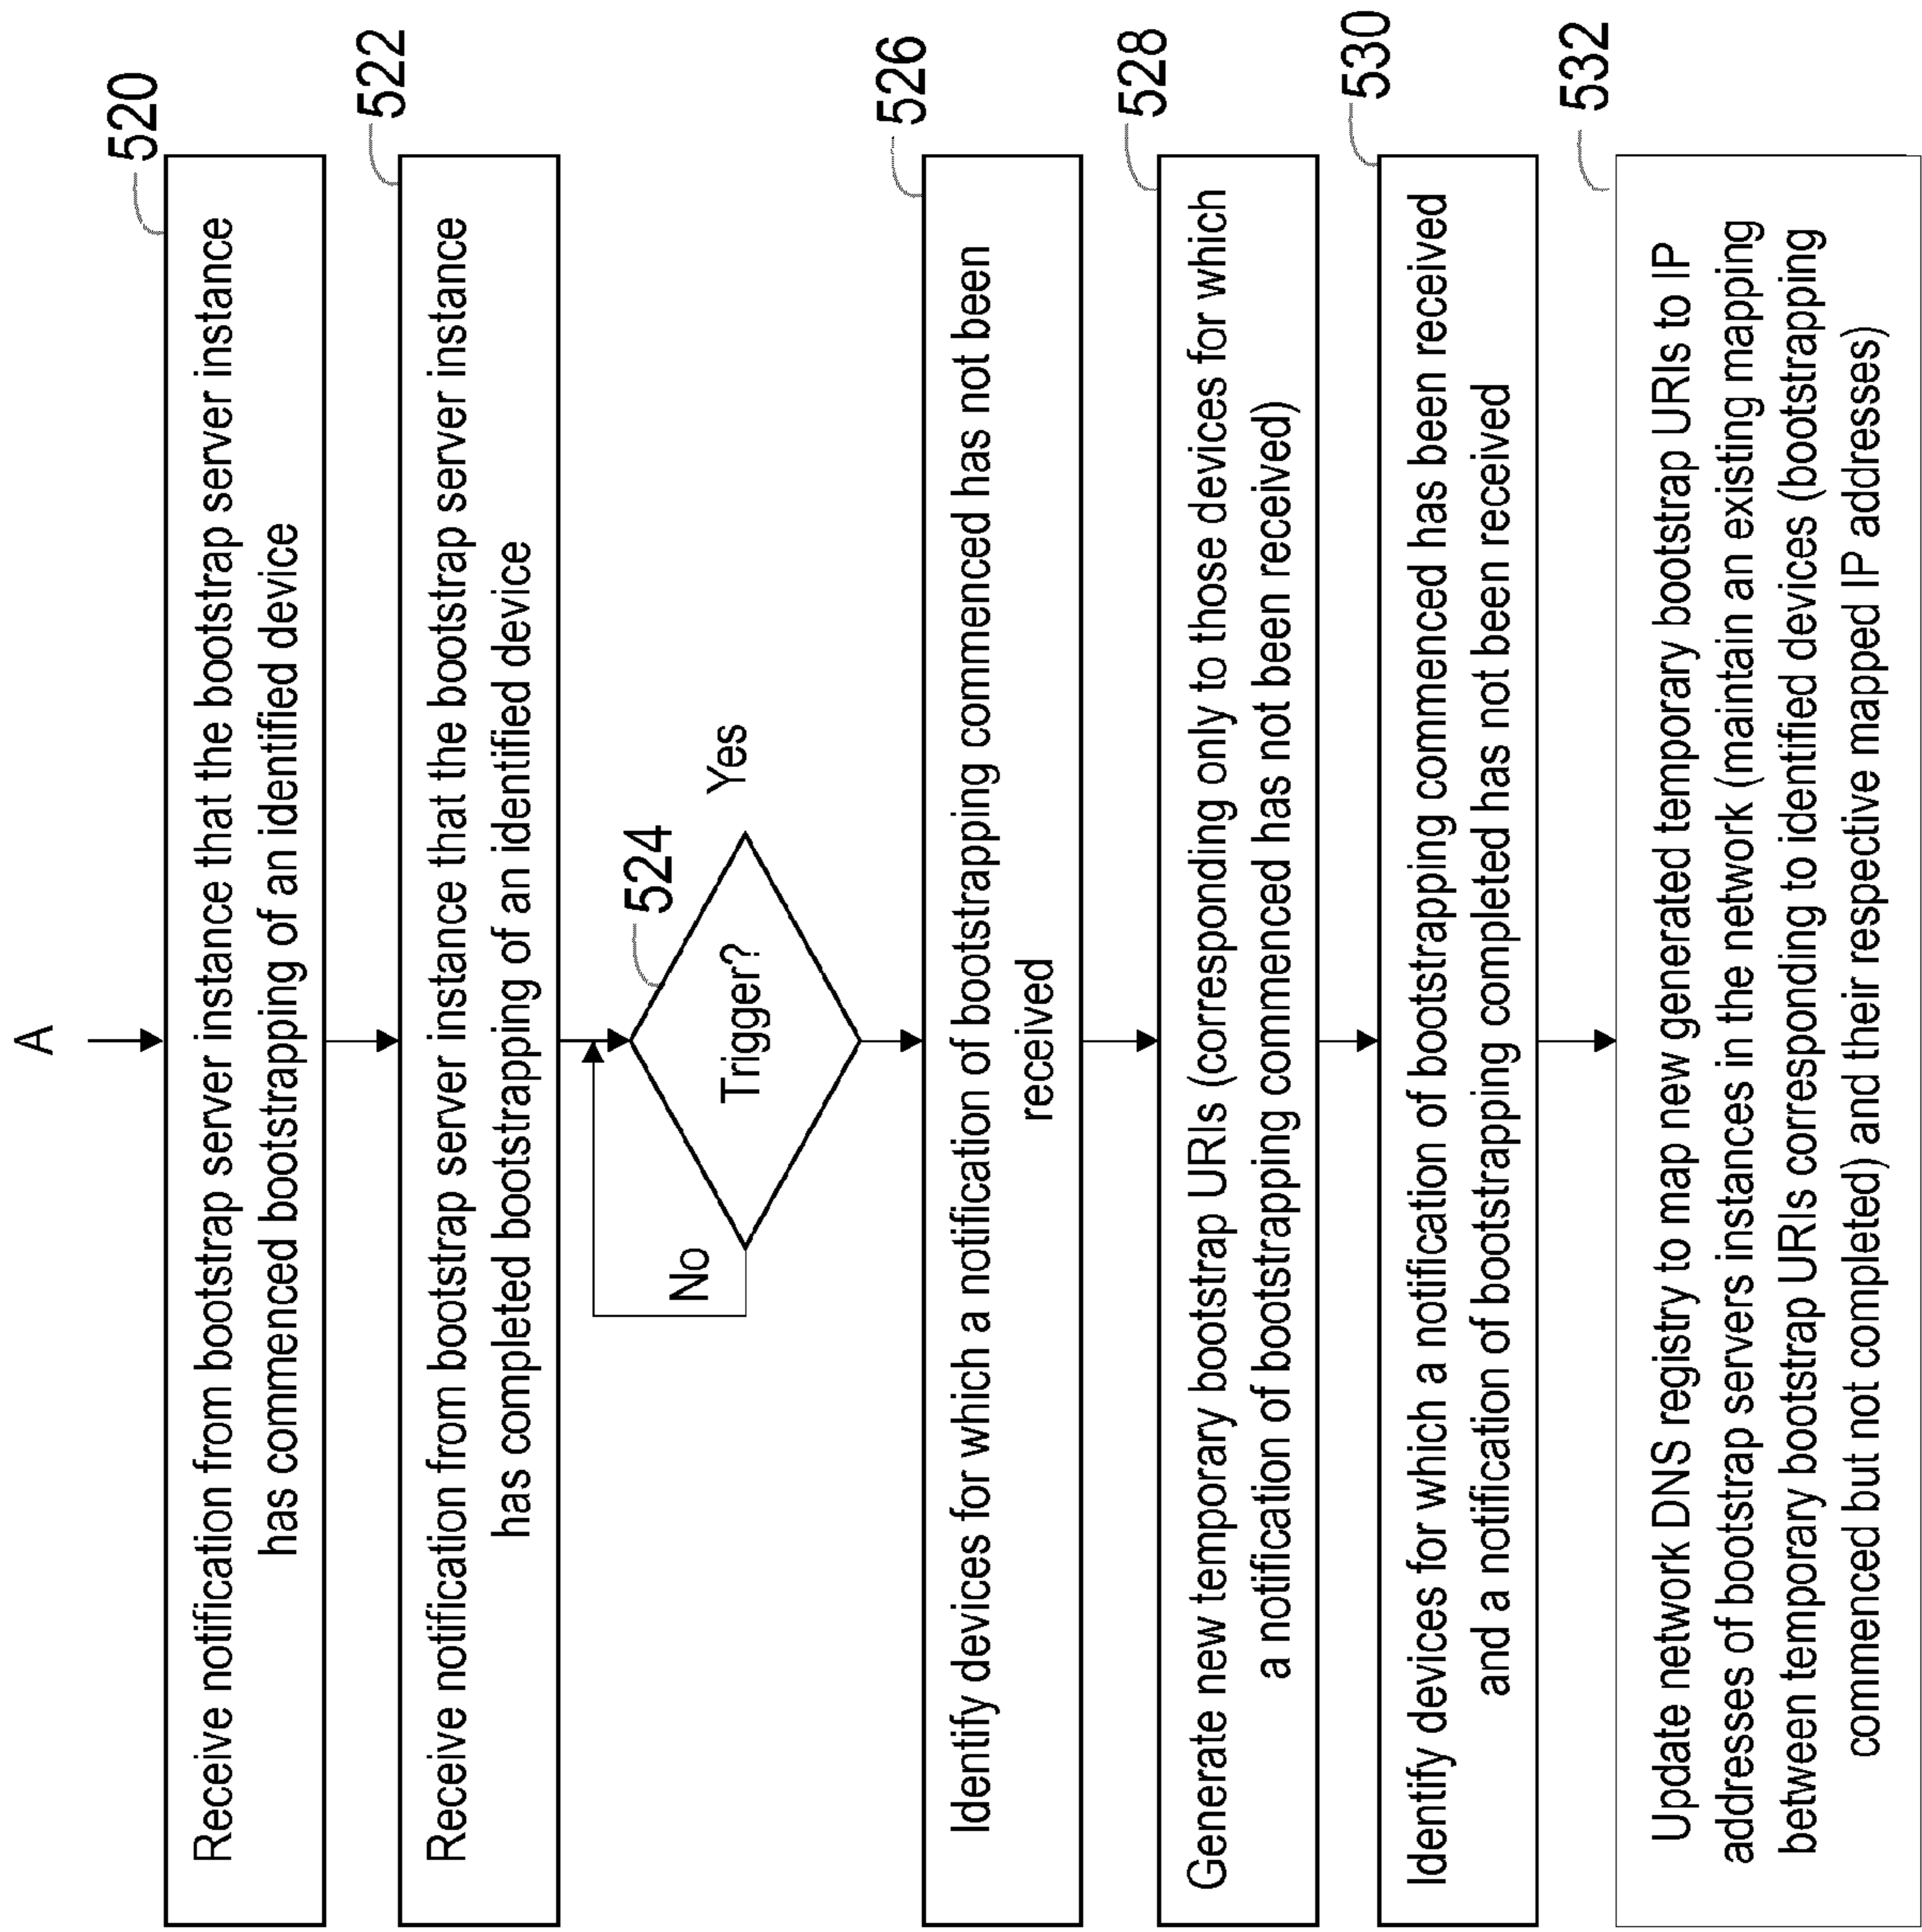 A
520
Receive notification from bootstrap server instance that the bootstrap server instance
has commenced bootstrapping of an identified device
522
Receive notification from bootstrap server instance that the bootstrap server instance
has completed bootstrapping of an identified device
524
Trigger?
Yes
No
526
Identify devices for which a notification of bootstrapping commenced has not been
received
528
Generate new temporary bootstrap URIs (corresponding only to those devices for which
a notification of bootstrapping commenced has not been received)
530
Identify devices for which a notification of bootstrapping commenced has been received
and a notification of bootstrapping completed has not been received
532
Update network DNS registry to map new generated temporary bootstrap URIs to IP
addresses of bootstrap servers instances in the network (maintain an existing mapping
between temporary bootstrap URIs corresponding to identified devices (bootstrapping
commenced but not completed) and their respective mapped IP addresses)